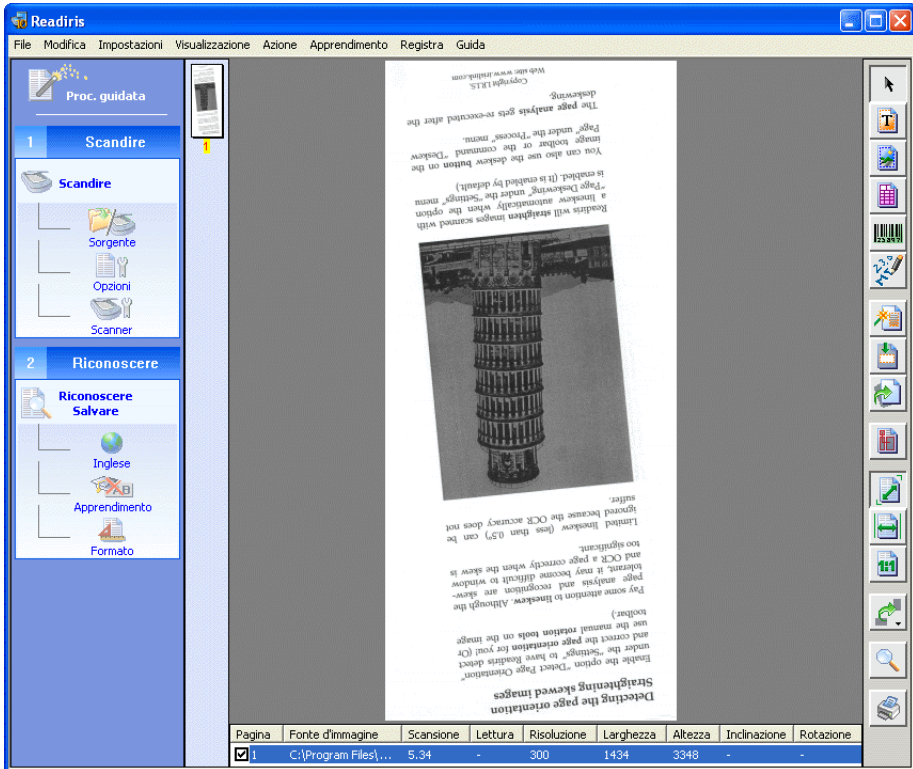 Readiris
File Modifica Impostazioni Visualizzazione Azione Apprendimento Registra Guida
Proc. guidata
1 Scandire
Scandire
Sorgente
Opzioni
Scanner
2 Riconoscere
Riconoscere
Salvare
Inglese
Apprendimento
Formato
1
Detecting the page orientation
Straightening skewed images
Enable the option "Detect Page Orientation"
under the "Settings" to have Readiris detect
and correct the page orientation for you! (Or
use the manual rotation tools on the image
toolbar.)
Pay some attention to lineskew. Although the
page analysis and recognition are skew-
tolerant, it may become difficult to window
and OCR a page correctly when the skew is
too significant.
Limited lineskew (less than 0.5°) can be
ignored because the OCR accuracy does not
suffer.
Readiris will straighten images scanned with
a lineskew automatically when the option
"Page Deskewing" under the "Settings" menu
is enabled. (It is enabled by default.)
You can also use the deskew button on the
image toolbar or the command "Deskew
Page" under the "Process" menu.
The page analysis gets re-executed after the
deskewing.
Copyright I.R.I.S.
Web site: www.irislink.com
T
23897
AB
1:1
Pagina Fonte d'immagine Scansione Lettura Risoluzione Larghezza Altezza Inclinazione Rotazione
1 C:\Program Files\... 5.34 - 300 1434 3348 - -